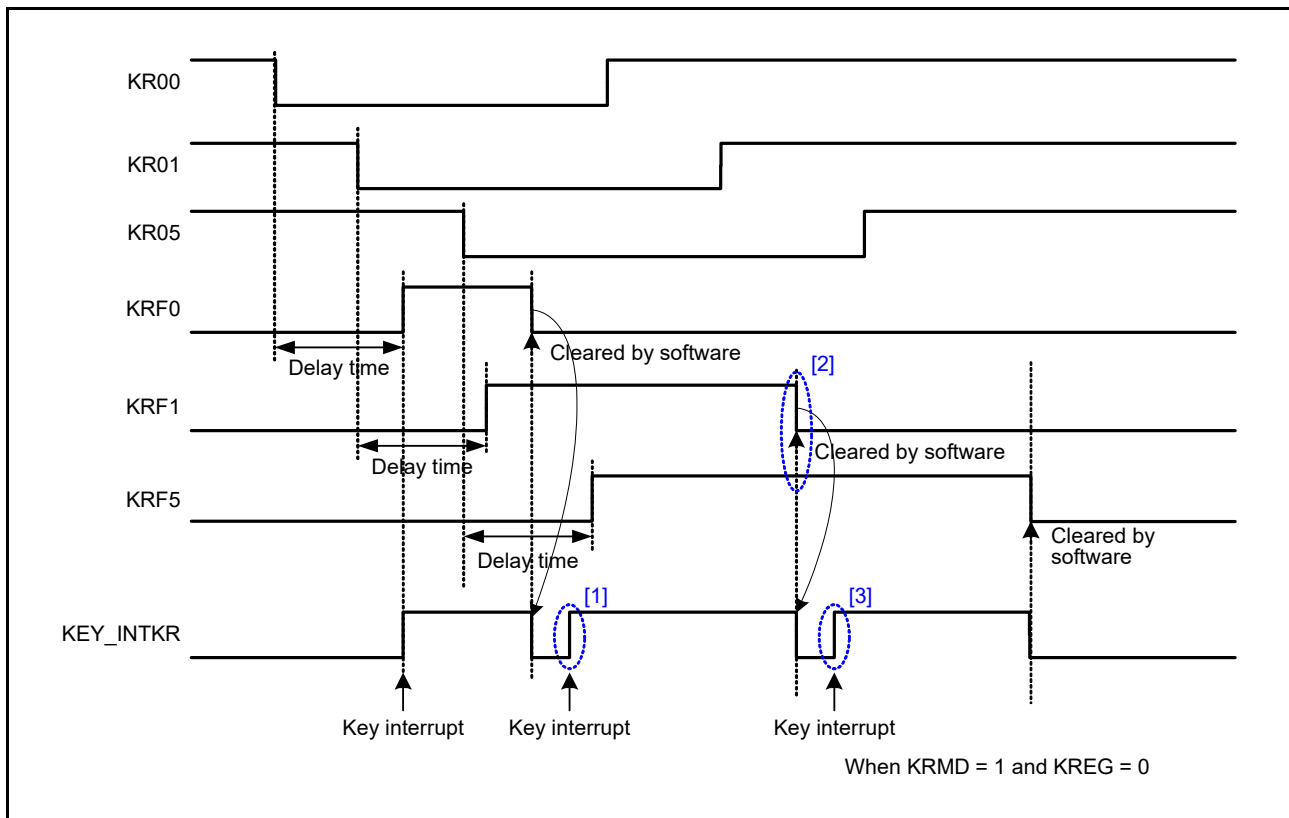 KR00
KR01
KR05
KRF0
Cleared by software
Delay time
[2]
KRF1
Cleared by software
Delay time
KRF5
Cleared by
software
Delay time
[1]
[3]
KEY_INTKR
Key interrupt
Key interrupt
Key interrupt
When KRMD = 1 and KREG = 0